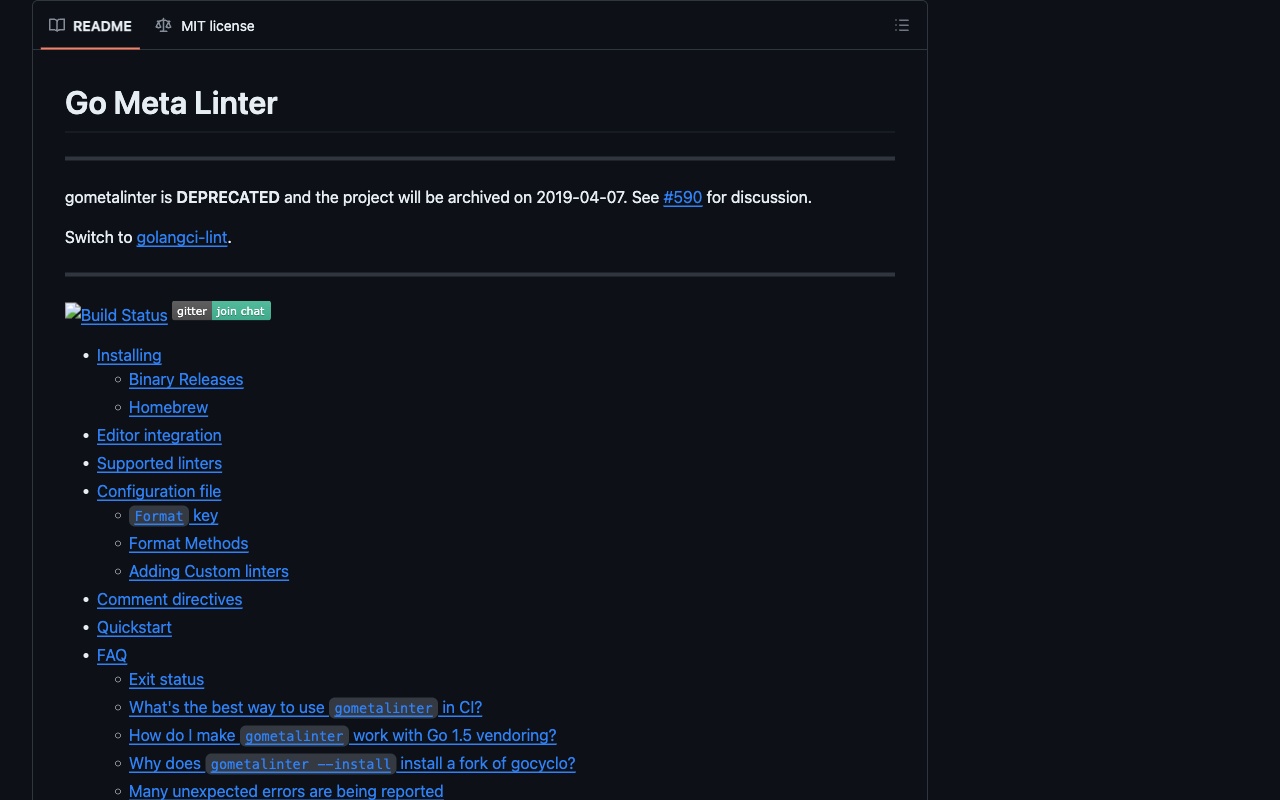 README
MIT license
Go Meta Linter
gometalinter is DEPRECATED and the project will be archived on 2019-04-07. See #590 for discussion.
Switch to golangci-lint.
Build Status gitter join chat
Installing
Binary Releases
Homebrew
Editor integration
Supported linters
Configuration file
Format key
Format Methods
Adding Custom linters
Comment directives
Quickstart
FAQ
Exit status
What's the best way to use gometalinter in CI?
How do I make gometalinter work with Go 1.5 vendoring?
Why does gometalinter --install install a fork of gocyclo?
Many unexpected errors are being reported